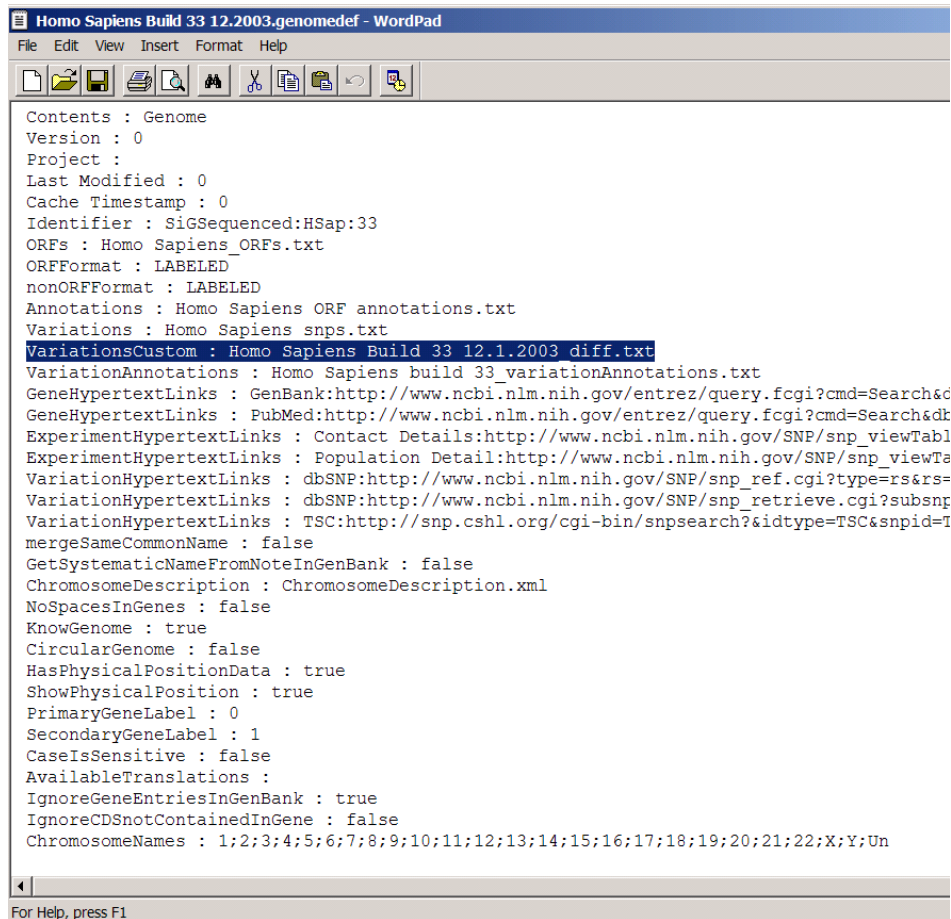 Homo Sapiens Build 33 12.2003.genomedef - WordPad
File Edit View Insert Format Help
Contents : Genome
Version : 0
Project :
Last Modified : 0
Cache Timestamp : 0
Identifier : SiGSequenced:HSap:33
ORFs : Homo Sapiens_ORFs.txt
ORFFormat : LABELED
nonORFFormat : LABELED
Annotations : Homo Sapiens ORF annotations.txt
Variations : Homo Sapiens snps.txt
VariationsCustom : Homo Sapiens Build 33 12.1.2003_diff.txt
VariationAnnotations : Homo Sapiens build 33_variationAnnotations.txt
GeneHypertextLinks : GenBank:http://www.ncbi.nlm.nih.gov/entrez/query.fcgi?cmd=Search&d
GeneHypertextLinks : PubMed:http://www.ncbi.nlm.nih.gov/entrez/query.fcgi?cmd=Search&db
ExperimentHypertextLinks : Contact Details:http://www.ncbi.nlm.nih.gov/SNP/snp_viewTabl
ExperimentHypertextLinks : Population Detail:http://www.ncbi.nlm.nih.gov/SNP/snp_viewTa
VariationHypertextLinks : dbSNP:http://www.ncbi.nlm.nih.gov/SNP/snp_ref.cgi?type=rs&rs=
VariationHypertextLinks : dbSNP:http://www.ncbi.nlm.nih.gov/SNP/snp_retrieve.cgi?subsnp
VariationHypertextLinks : TSC:http://snp.cshl.org/cgi-bin/snpsearch?&idtype=TSC&snpid=T
mergeSameCommonName : false
GetSystematicNameFromNoteInGenBank : false
ChromosomeDescription : ChromosomeDescription.xml
NoSpacesInGenes : false
KnowGenome : true
CircularGenome : false
HasPhysicalPositionData : true
ShowPhysicalPosition : true
PrimaryGeneLabel : 0
SecondaryGeneLabel : 1
CaseIsSensitive : false
AvailableTranslations :
IgnoreGeneEntriesInGenBank : true
IgnoreCDSnotContainedInGene : false
ChromosomeNames : 1;2;3;4;5;6;7;8;9;10;11;12;13;14;15;16;17;18;19;20;21;22;X;Y;Un
For Help, press F1